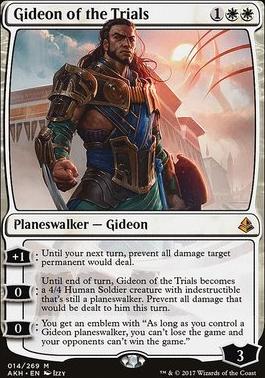 Gideon of the Trials 1
Planeswalker — Gideon
+1 : Until your next turn, prevent all damage target
permanent would deal.
0 : Until end of turn, Gideon of the Trials becomes
a 4/4 Human Soldier creature with indestructible
that's still a planeswalker. Prevent all damage that
would be dealt to him this turn.
0 : You get an emblem with "As long as you control a
Gideon planeswalker, you can't lose the game and
your opponents can't win the game."
3
014/269 M
AKH • EN Izzy
™ & © 2017 Wizards of the Coast